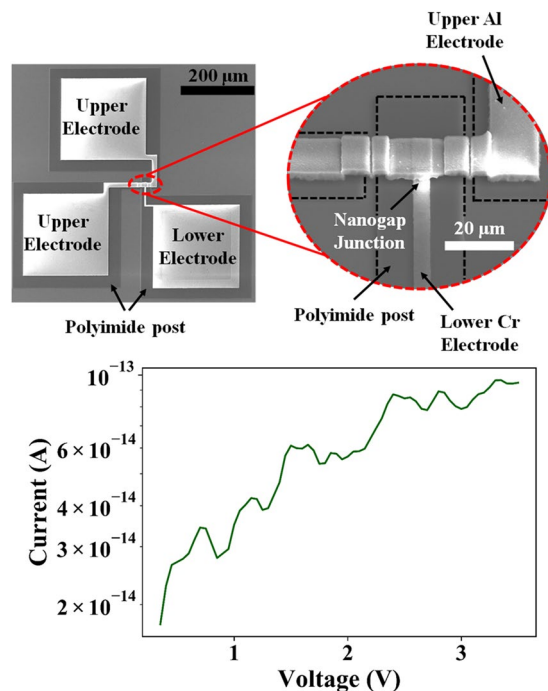 200 μm
Upper
Electrode
Upper
Electrode
Lower
Electrode
Polyimide post
Upper Al
Electrode
Nanogap
Junction
20 μm
Polyimide post
Lower Cr
Electrode
10⁻¹³
6 × 10⁻¹⁴
4 × 10⁻¹⁴
3 × 10⁻¹⁴
2 × 10⁻¹⁴
Current (A)
1 2 3
Voltage (V)